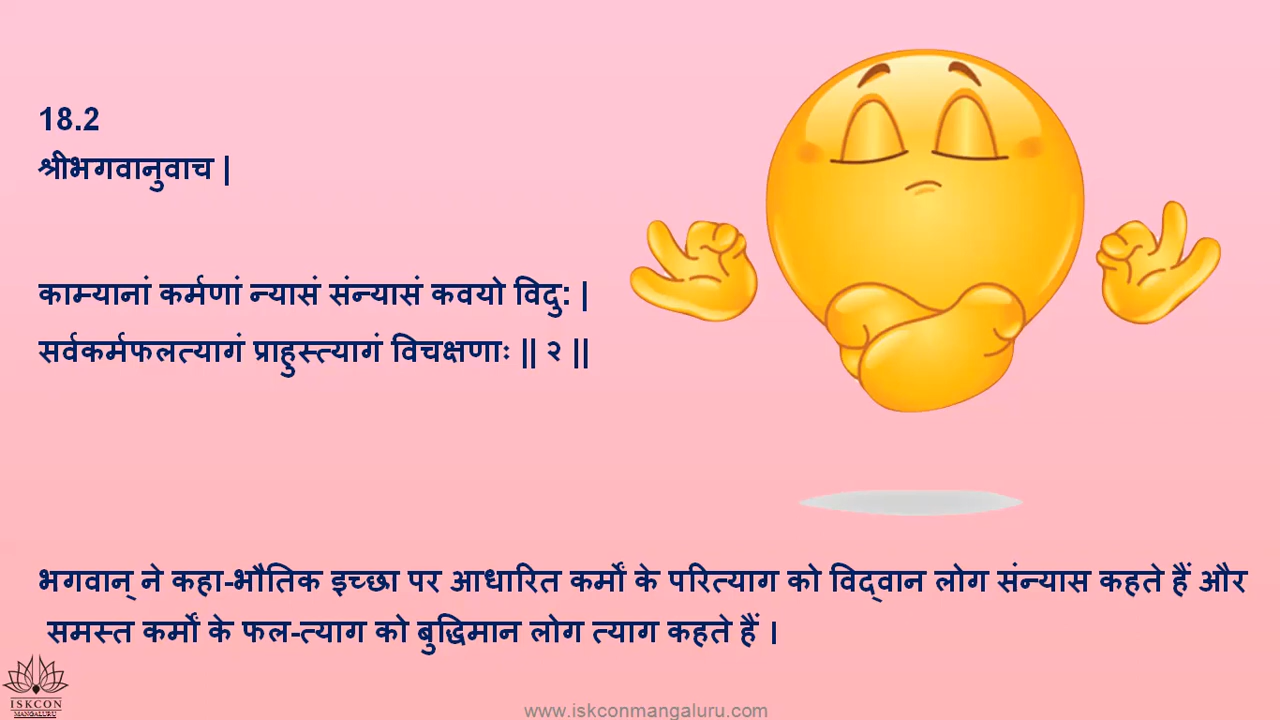 18.2
श्रीभगवानुवाच |
काम्यानां कर्मणां न्यासं संन्यासं कवयो विदु: |
सर्वकर्मफलत्यागं प्राहुस्त्यागं विचक्षणाः || २ ||
भगवान् ने कहा-भौतिक इच्छा पर आधारित कर्मों के परित्याग को विद्वान लोग संन्यास कहते हैं और
समस्त कर्मों के फल-त्याग को बुद्धिमान लोग त्याग कहते हैं ।
ISKCON
MANGALURU
www.iskconmangaluru.com